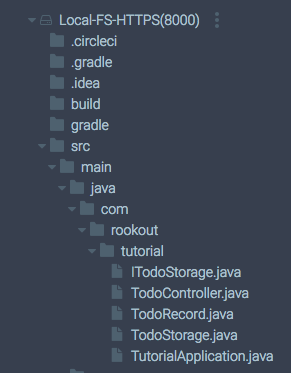 Local-FS-HTTPS(8000)
.circleci
.gradle
.idea
build
gradle
src
main
java
com
rookout
tutorial
ITodoStorage.java
TodoController.java
TodoRecord.java
TodoStorage.java
TutorialApplication.java